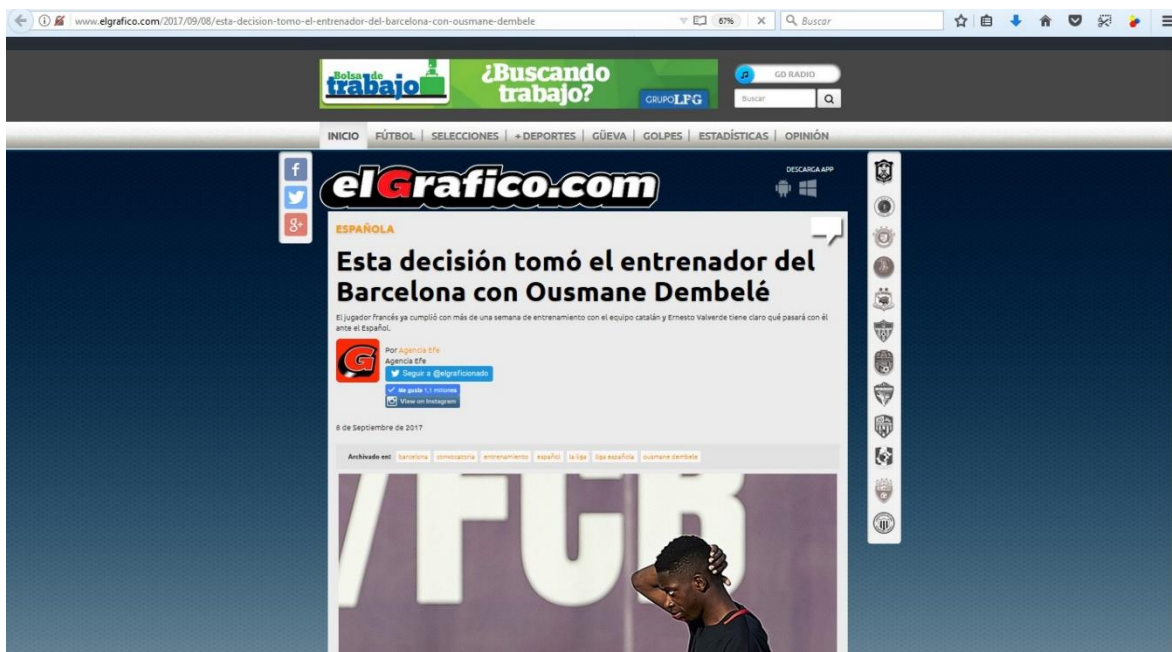 www.elgrafico.com/2017/09/08/esta-decision-tomo-el-entrenador-del-barcelona-con-ousmane-dembele
67%
Buscar
Bolsa de trabajo
¿Buscando trabajo?
GRUPO LPG
GD RADIO
Buscar
INICIO FÚTBOL | SELECCIONES | +DEPORTES | GÜEVA | GOLPES | ESTADÍSTICAS | OPINIÓN
elGrafico.com
DESCARGA APP
ESPAÑOLA
Esta decisión tomó el entrenador del
Barcelona con Ousmane Dembelé
El jugador francés ya cumplió con más de una semana de entrenamiento con el equipo catalán y Ernesto Valverde tiene claro qué pasará con él
ante el Español.
Por Agencia Efe
Agencia Efe
Seguir a @elgraficionado
Me gusta 1,1 millones
View on Instagram
8 de Septiembre de 2017
Archivado en: barcelona convocatoria entrenamiento español la liga liga española ousmane dembele
FCB